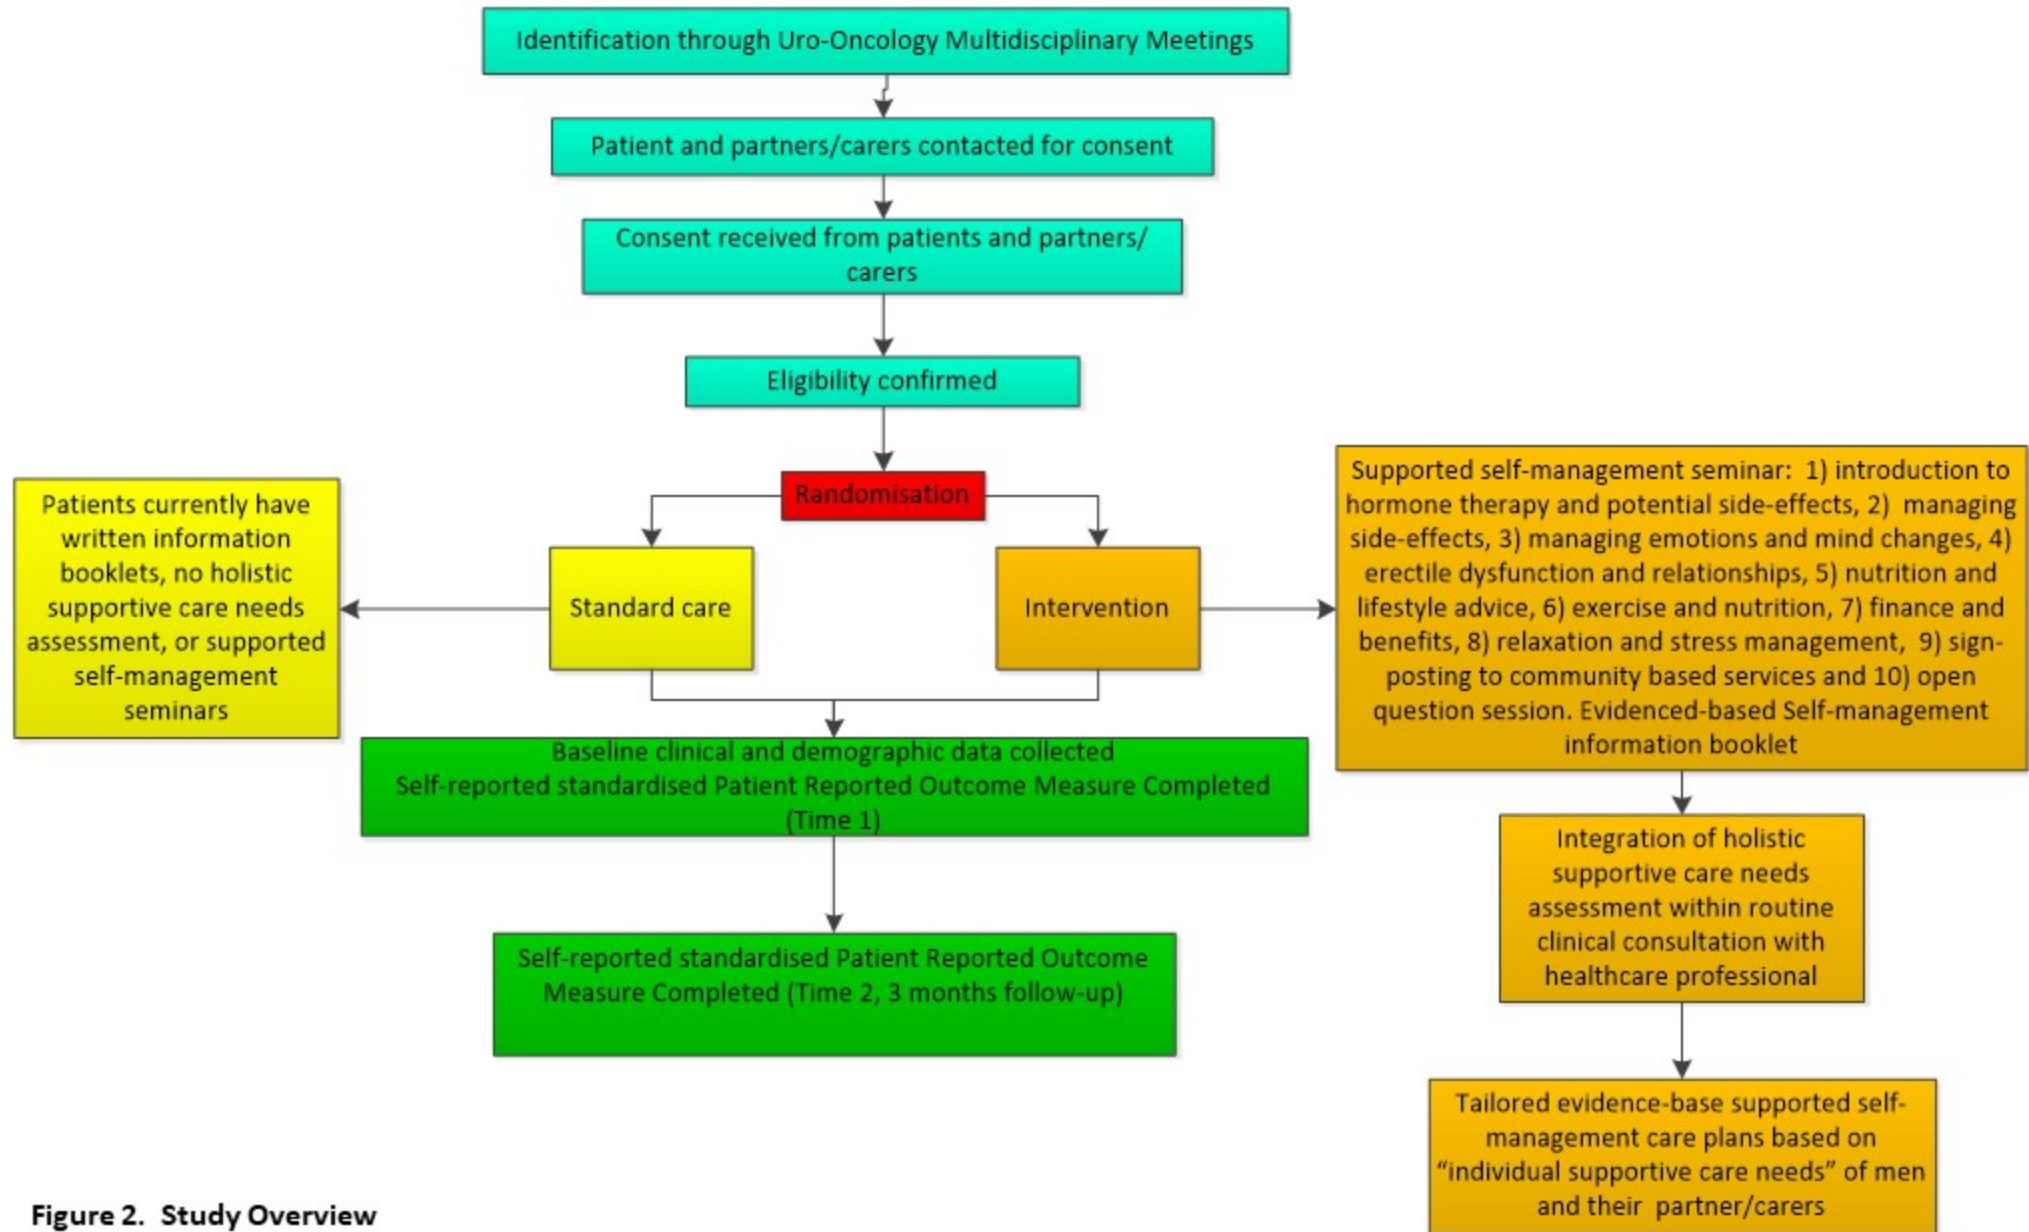 Identification through Uro-Oncology Multidisciplinary Meetings
Patient and partners/carers contacted for consent
Consent received from patients and partners/
carers
Eligibility confirmed
Randomisation
Patients currently have
written information
booklets, no holistic
supportive care needs
assessment, or supported
self-management
seminars
Standard care
Intervention
Supported self-management seminar:  1) introduction to
hormone therapy and potential side-effects, 2)  managing
side-effects, 3) managing emotions and mind changes, 4)
erectile dysfunction and relationships, 5) nutrition and
lifestyle advice, 6) exercise and nutrition, 7) finance and
benefits, 8) relaxation and stress management,  9) sign-
posting to community based services and 10) open
question session. Evidenced-based Self-management
information booklet
Baseline clinical and demographic data collected
Self-reported standardised Patient Reported Outcome Measure Completed
(Time 1)
Self-reported standardised Patient Reported Outcome
Measure Completed (Time 2, 3 months follow-up)
Integration of holistic
supportive care needs
assessment within routine
clinical consultation with
healthcare professional
Tailored evidence-base supported self-
management care plans based on
“individual supportive care needs” of men
and their  partner/carers
Figure 2.  Study Overview